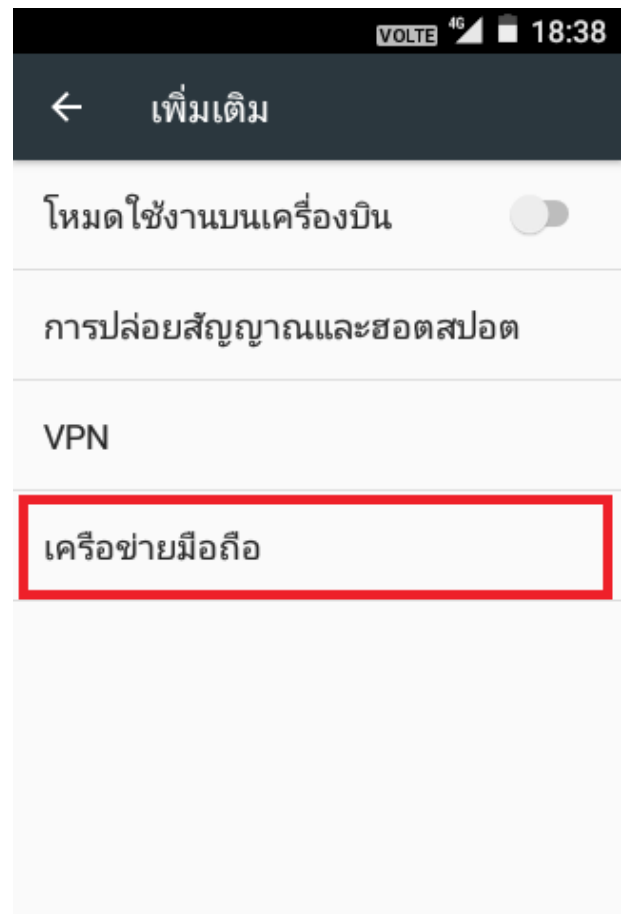 VOLTE 4G 18:38
เพิ่มเติม
โหมดใช้งานบนเครื่องบิน
การปล่อยสัญญาณและฮอตสปอต
VPN
เครือข่ายมือถือ